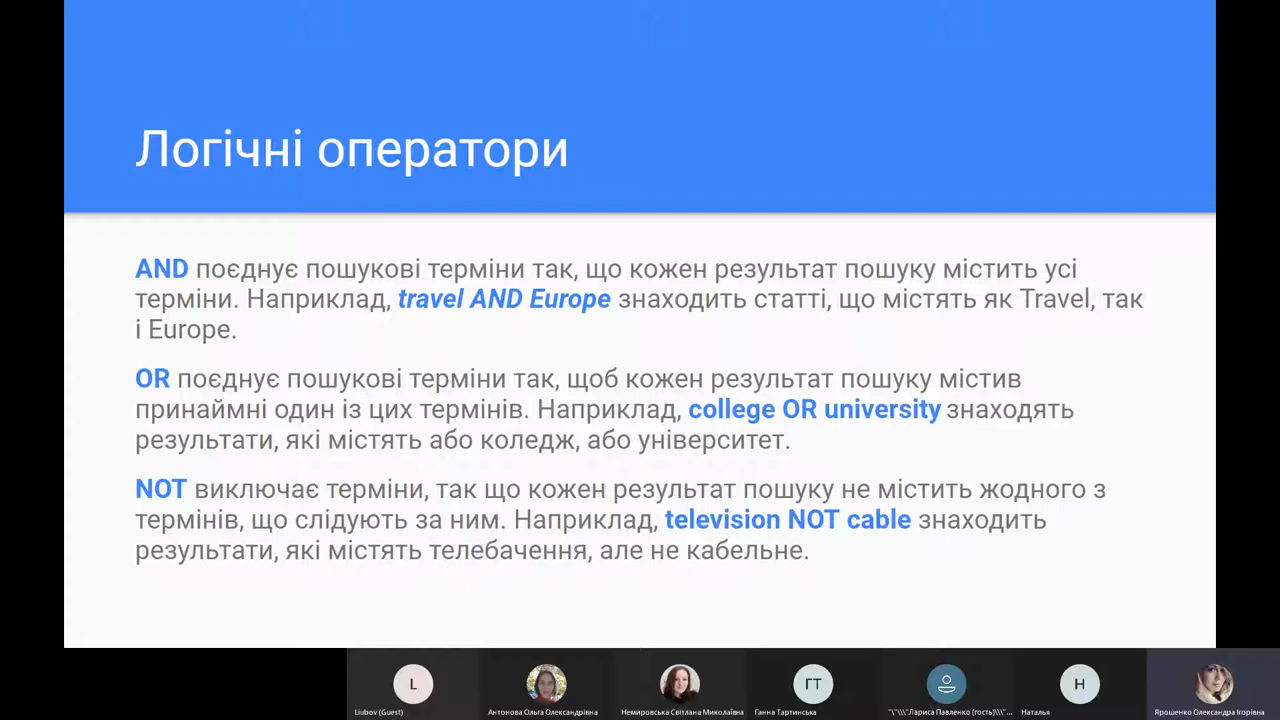 Логічні оператори
AND поєднує пошукові терміни так, що кожен результат пошуку містить усі
терміни. Наприклад, travel AND Europe знаходить статті, що містять як Travel, так
і Europe.
OR поєднує пошукові терміни так, щоб кожен результат пошуку містив
принаймні один із цих термінів. Наприклад, college OR university знаходять
результати, які містять або коледж, або університет.
NOT виключає терміни, так що кожен результат пошуку не містить жодного з
термінів, що слідують за ним. Наприклад, television NOT cable знаходить
результати, які містять телебачення, але не кабельне.
L
ГТ
Н
Liubov (Guest)
Антонова Ольга Олександрівна
Немировська Світлана Миколаївна
Ганна Тартинська
"\"\\\"Лариса Павленко (гость)\\\"...
Наталья
Ярошенко Олександра Ігорівна